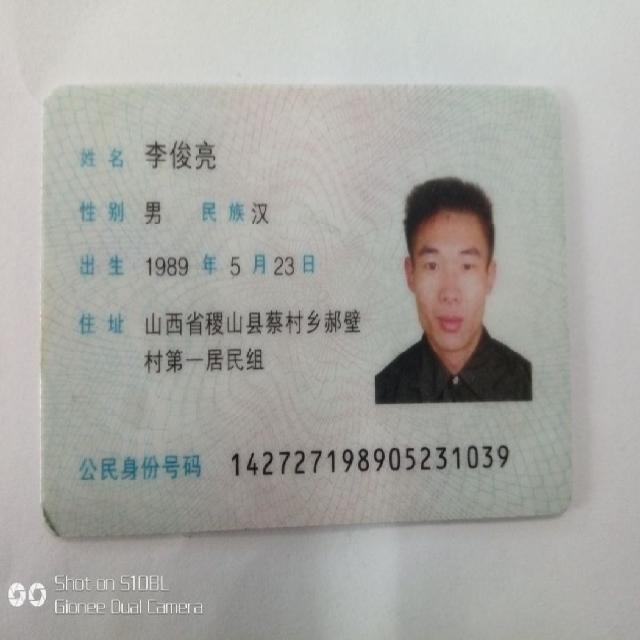 姓名 李俊亮
性别 男 民族 汉
出生 1989 年 5 月 23 日
住址 山西省稷山县蔡村乡郝壁
村第一居民组
公民身份号码 142727198905231039
Shot on S10BL
Gionee Dual Camera